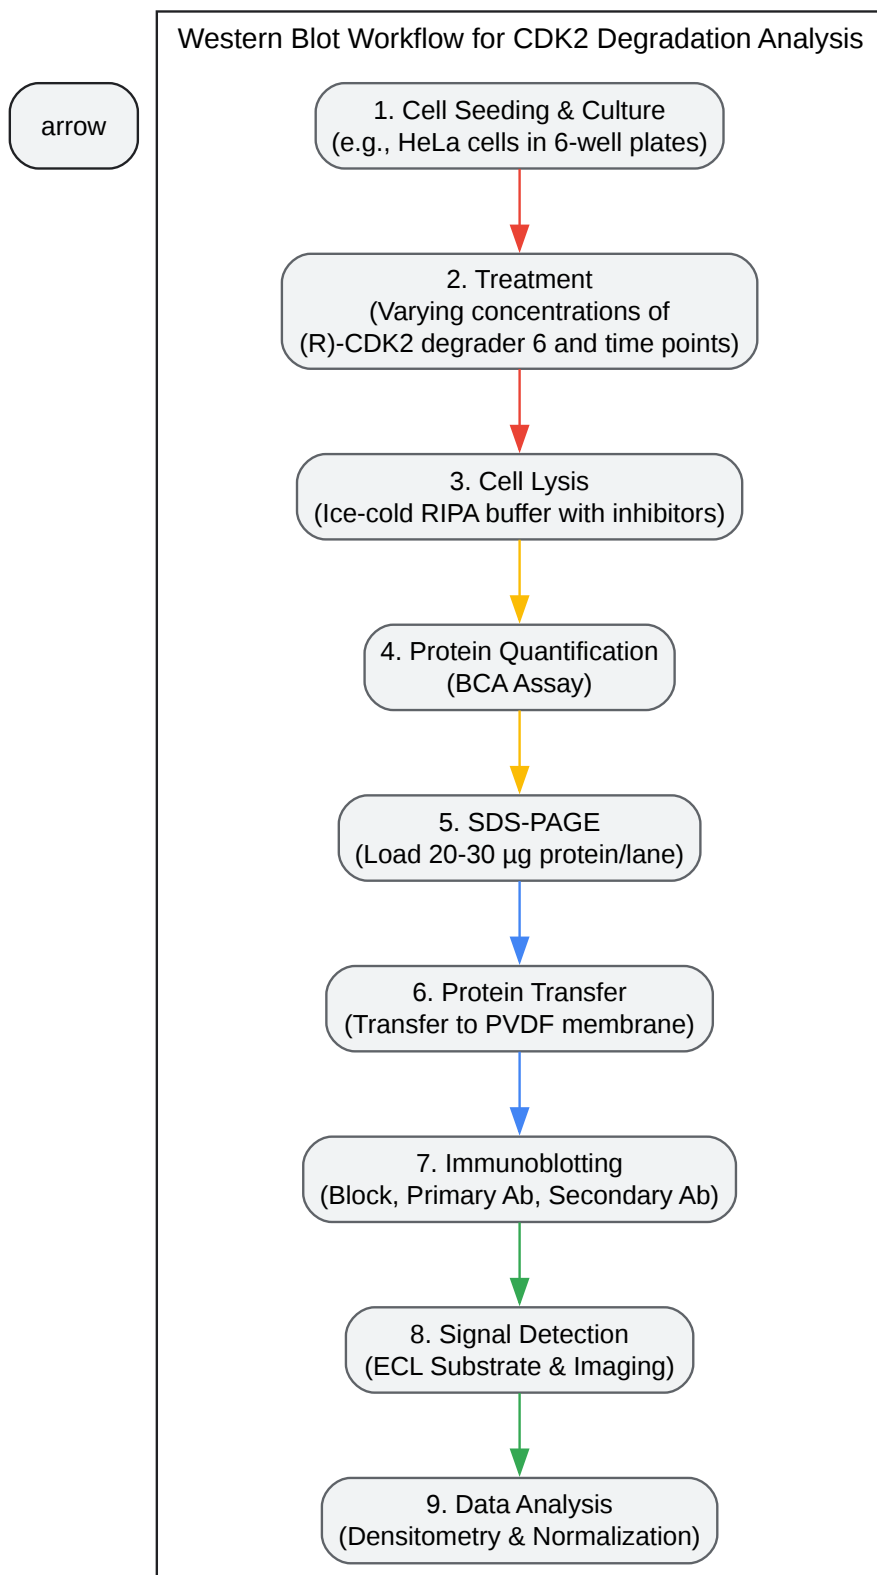 Western Blot Workflow for CDK2 Degradation Analysis
arrow
1. Cell Seeding & Culture
(e.g., HeLa cells in 6-well plates)
2. Treatment
(Varying concentrations of
(R)-CDK2 degrader 6 and time points)
3. Cell Lysis
(Ice-cold RIPA buffer with inhibitors)
4. Protein Quantification
(BCA Assay)
5. SDS-PAGE
(Load 20-30 µg protein/lane)
6. Protein Transfer
(Transfer to PVDF membrane)
7. Immunoblotting
(Block, Primary Ab, Secondary Ab)
8. Signal Detection
(ECL Substrate & Imaging)
9. Data Analysis
(Densitometry & Normalization)